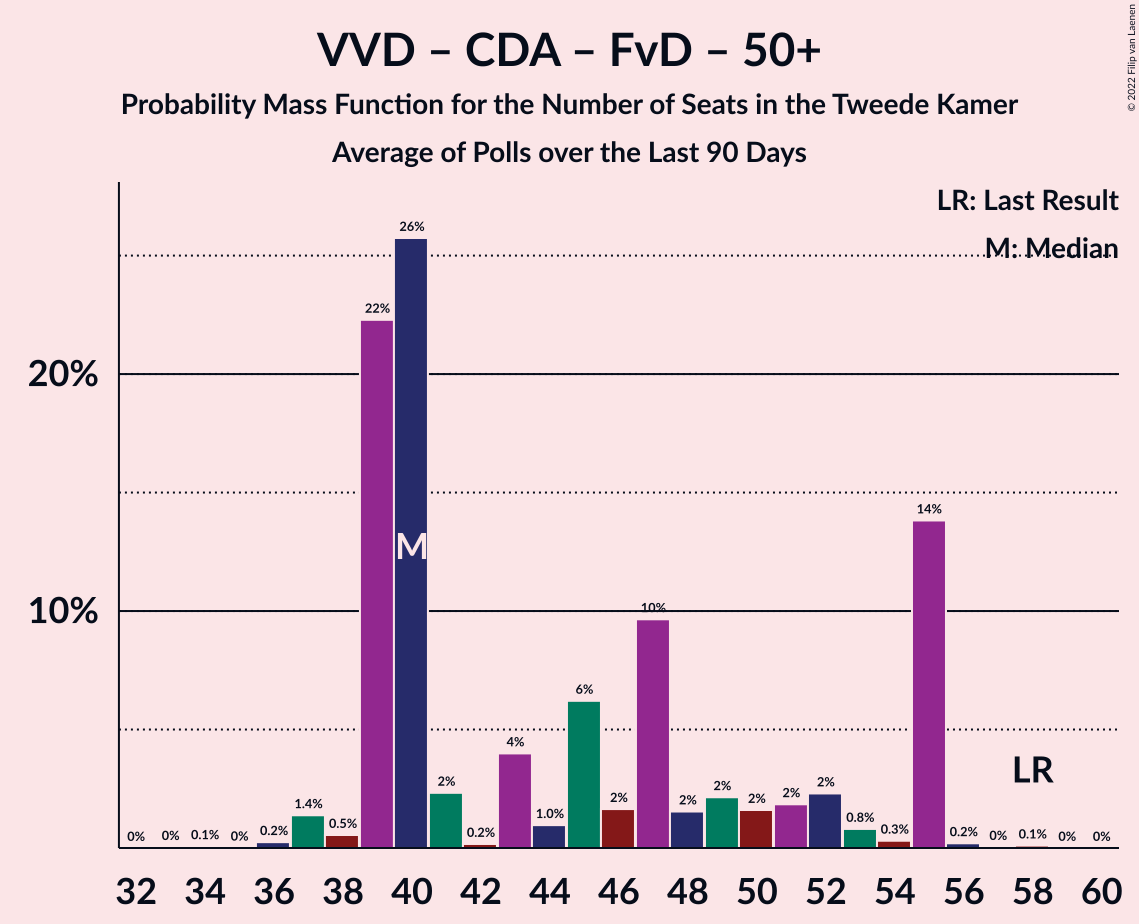 VVD – CDA – FvD – 50+
Probability Mass Function for the Number of Seats in the Tweede Kamer
Average of Polls over the Last 90 Days
© 2022 Filip van Laenen
LR: Last Result
M: Median
20%
10%
0% 0% 0.1% 0% 0.2% 1.4% 0.5% 22% 26% 2% 0.2% 4% 1.0% 6% 2% 10% 2% 2% 2% 2% 2% 0.8% 0.3% 14% 0.2% 0% 0.1% 0% 0%
M
LR
32 34 36 38 40 42 44 46 48 50 52 54 56 58 60